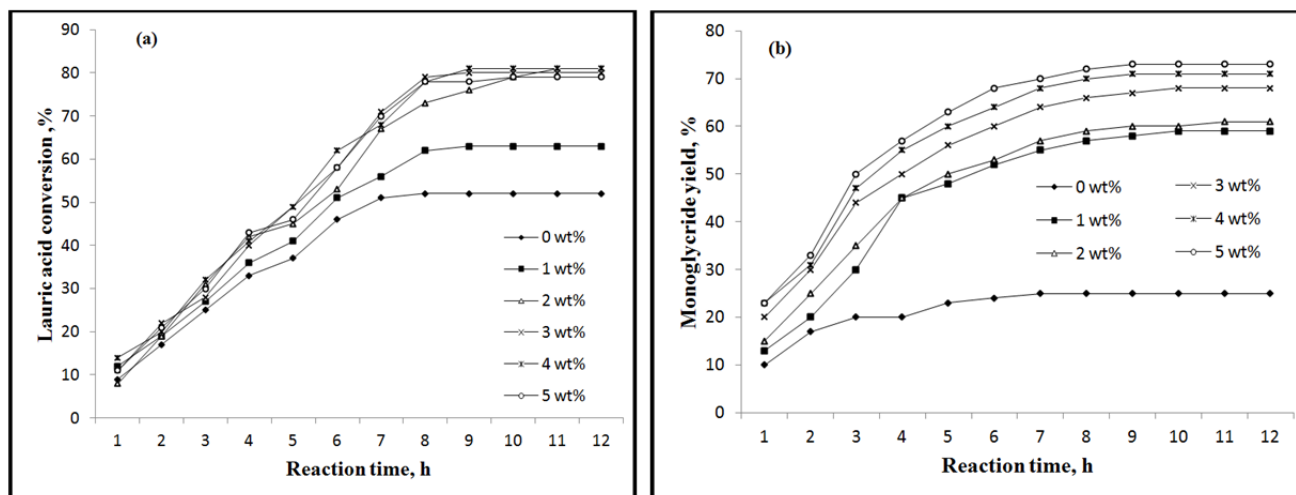 (a)
Lauric acid conversion ,%
90
80
70
60
50
40
30
20
10
0
0 wt%
1 wt%
2 wt%
3 wt%
4 wt%
5 wt%
1 2 3 4 5 6 7 8 9 10 11 12
Reaction time, h
(b)
Monoglycride yield, %
80
70
60
50
40
30
20
10
0
0 wt% 3 wt%
1 wt% 4 wt%
2 wt% 5 wt%
1 2 3 4 5 6 7 8 9 10 11 12
Reaction time, h